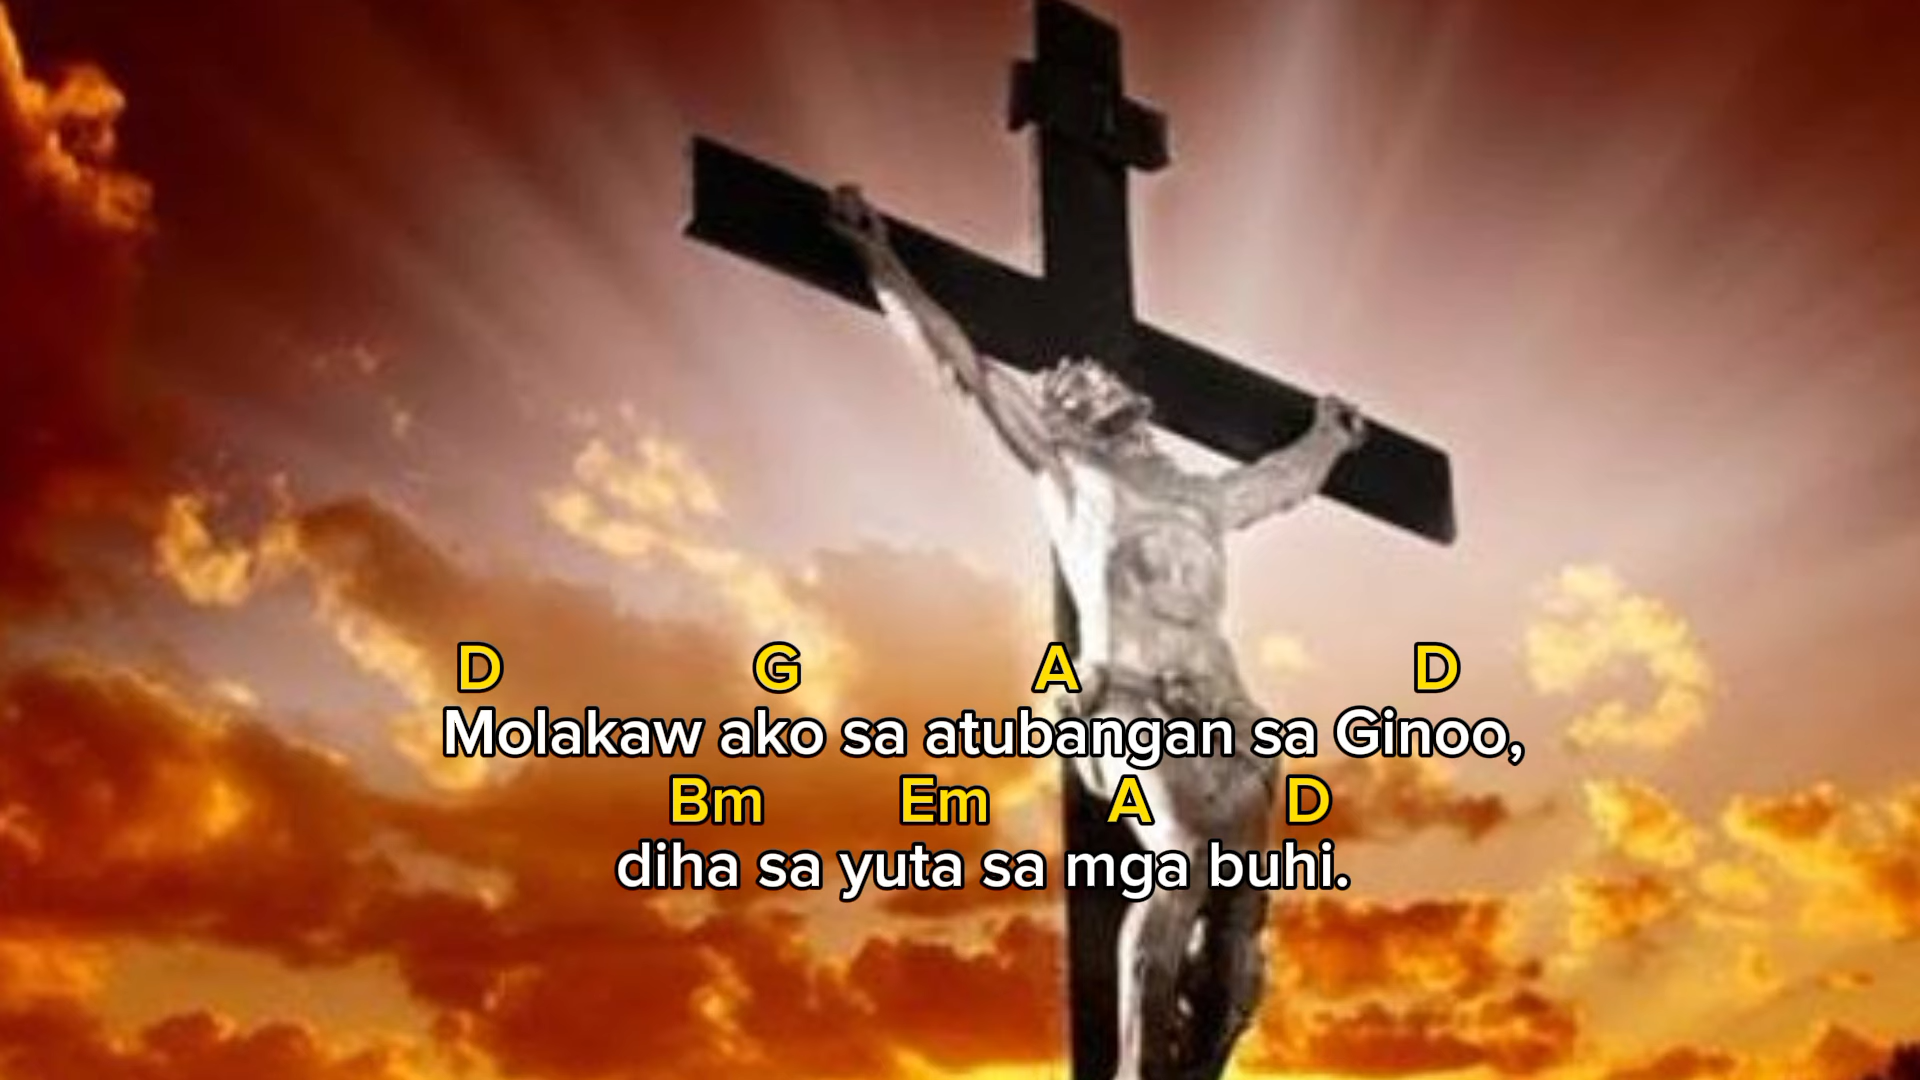 D G A D
Molakaw ako sa atubangan sa Ginoo,
Bm Em A D
diha sa yuta sa mga buhi.